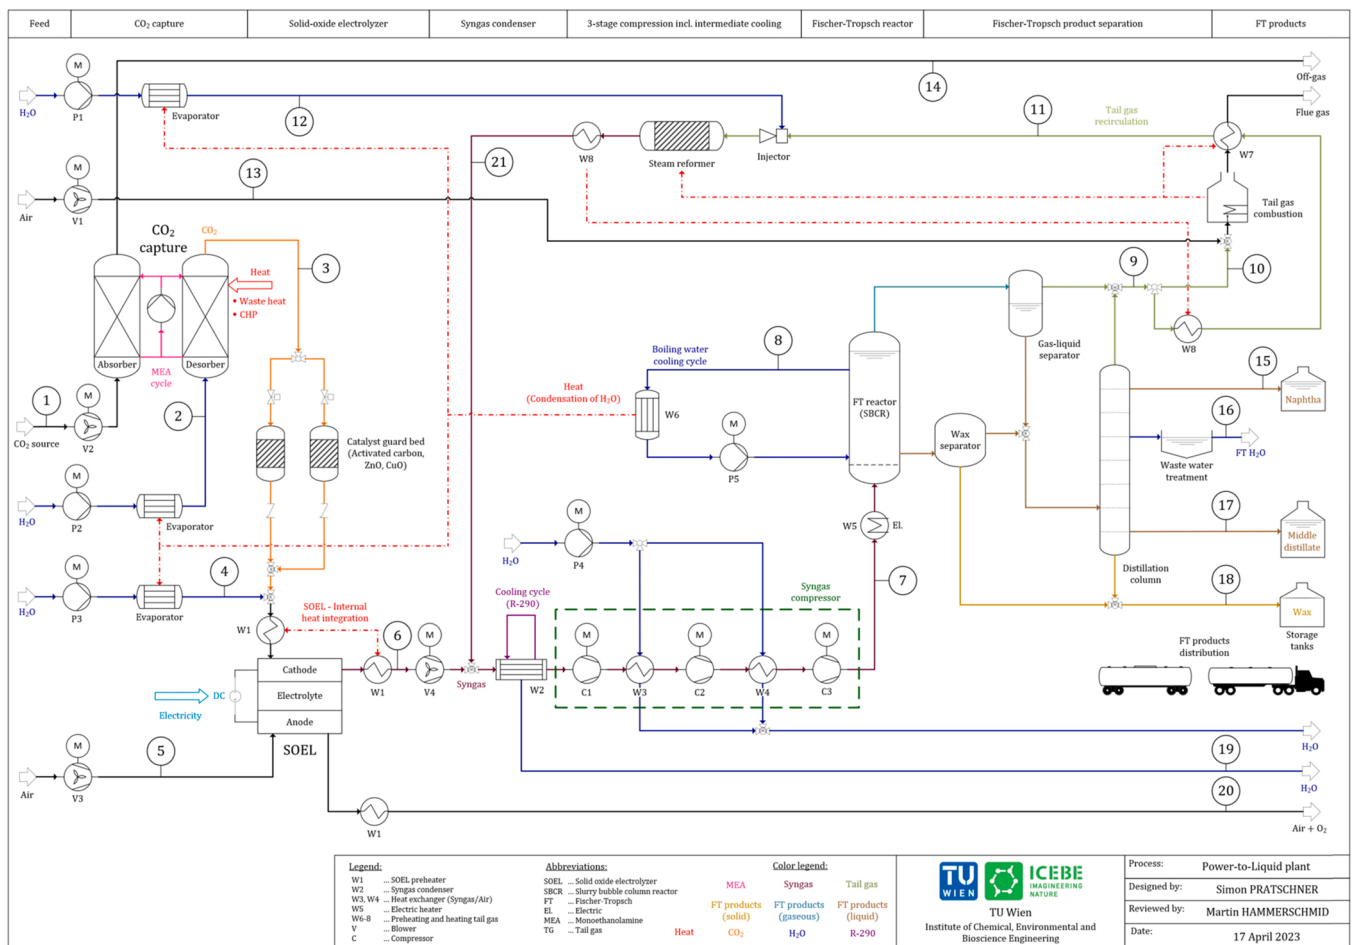 Feed
CO₂ capture
Solid-oxide electrolyzer
Syngas condenser
3-stage compression incl. intermediate cooling
Fischer-Tropsch reactor
Fischer-Tropsch product separation
FT products
M
H₂O
P1
Evaporator
12
14
Off-gas
Flue gas
11
Tail gas
recirculation
21
W8
Steam reformer
Injector
W7
M
Air
V1
13
Tail gas
combustion
CO₂
capture
CO₂
3
Heat
• Waste heat
• CHP
Absorber
Desorber
MEA
cycle
9
10
W8
Gas-liquid
separator
8
Boiling water
cooling cycle
Heat
(Condensation of H₂O)
W6
FT reactor
(SBCR)
1
CO₂ source
M
V2
2
Catalyst guard bed
(Activated carbon,
ZnO, CuO)
M
P5
Wax
separator
15
Naphtha
16
FT H₂O
Waste water
treatment
M
H₂O
P2
Evaporator
W5
El.
17
Middle
distillate
M
H₂O
P4
M
H₂O
P3
Evaporator
4
7
Distillation
column
18
Wax
Storage
tanks
SOEL - Internal
heat integration
Cooling cycle
(R-290)
Syngas
compressor
W1
6
M
W1
V4
Syngas
W2
M
C1
W3
M
C2
W4
M
C3
FT products
distribution
Cathode
Electrolyte
Anode
SOEL
DC
Electricity
H₂O
19
H₂O
M
Air
V3
5
20
W1
Air + O₂
Legend:
W1 ... SOEL preheater
W2 ... Syngas condenser
W3, W4 ... Heat exchanger (Syngas/Air)
W5 ... Electric heater
W6-8 ... Preheating and heating tail gas
V ... Blower
C ... Compressor
Abbreviations:
SOEL ... Solid oxide electrolyzer
SBCR ... Slurry bubble column reactor
FT ... Fischer-Tropsch
El. ... Electric
MEA ... Monoethanolamine
TG ... Tail gas
Color legend:
MEA
Syngas
Tail gas
FT products
(solid)
FT products
(gaseous)
FT products
(liquid)
Heat
CO₂
H₂O
R-290
TU
WIEN
ICEBE
IMAGINEERING
NATURE
TU Wien
Institute of Chemical, Environmental and
Bioscience Engineering
Process: Power-to-Liquid plant
Designed by: Simon PRATSCHNER
Reviewed by: Martin HAMMERSCHMID
Date: 17 April 2023